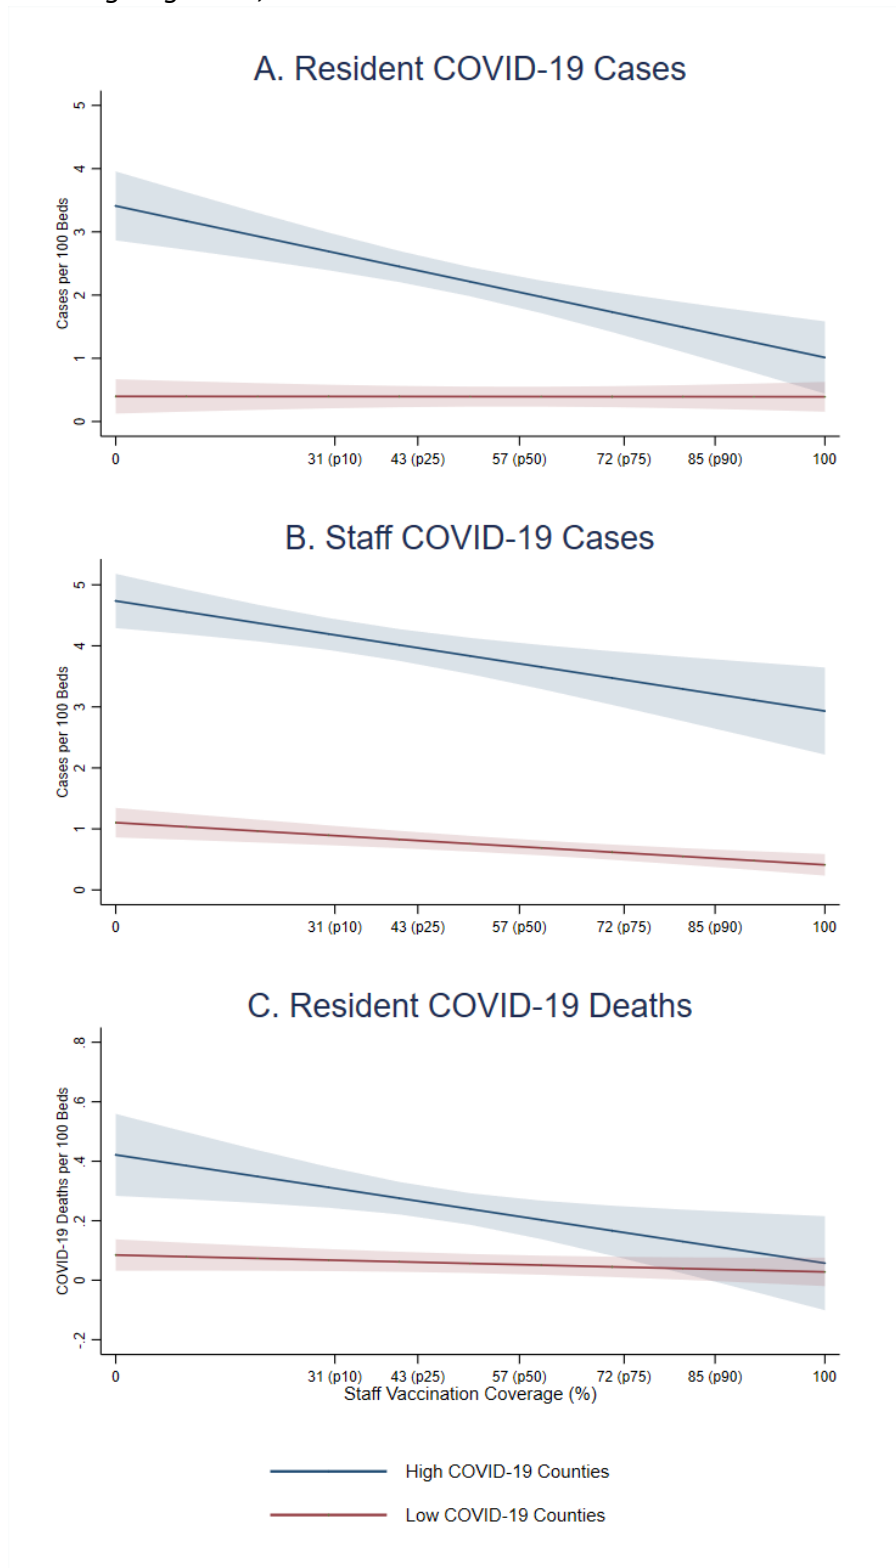 A. Resident COVID-19 Cases
5
4
3
2
1
0
Cases per 100 Beds
0 31 (p10) 43 (p25) 57 (p50) 72 (p75) 85 (p90) 100
B. Staff COVID-19 Cases
5
4
3
2
1
0
Cases per 100 Beds
0 31 (p10) 43 (p25) 57 (p50) 72 (p75) 85 (p90) 100
C. Resident COVID-19 Deaths
.8
.6
.4
.2
0
-.2
COVID-19 Deaths per 100 Beds
0 31 (p10) 43 (p25) 57 (p50) 72 (p75) 85 (p90) 100
Staff Vaccination Coverage (%)
High COVID-19 Counties
Low COVID-19 Counties